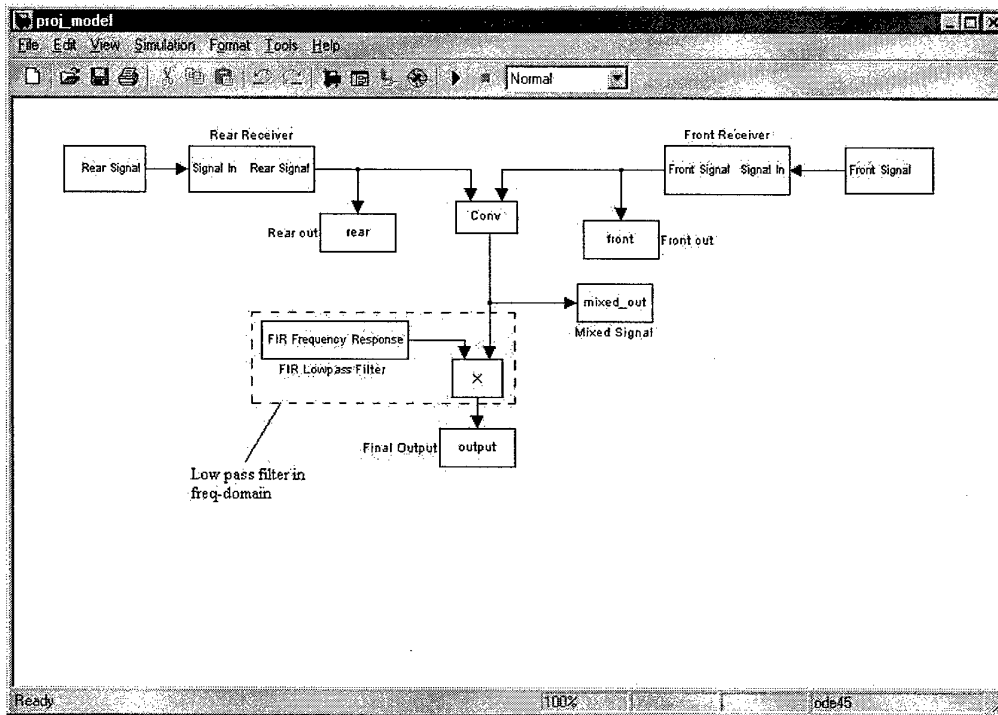 proj_model
File Edit View Simulation Format Tools Help
Normal
Rear Receiver
Front Receiver
Rear Signal
Signal In Rear Signal
Front Signal Signal In
Front Signal
Conv
Rear out
rear
front
Front out
mixed_out
Mixed Signal
FIR Frequency Response
FIR Lowpass Filter
×
Final Output
output
Low pass filter in
freq-domain
Ready
100%
ode45